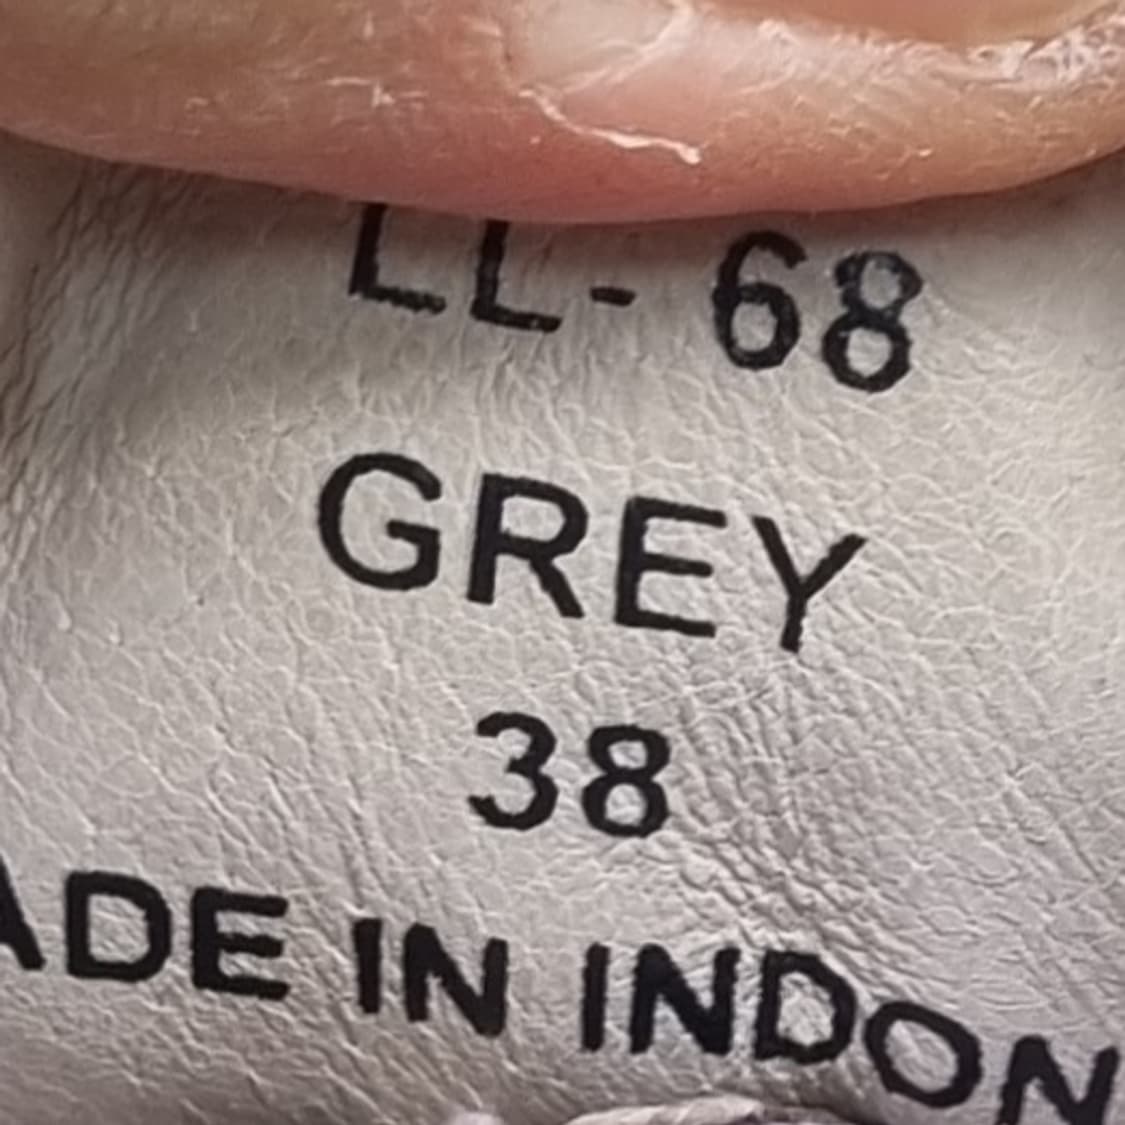 LL- 68
GREY
38
ADE IN INDON